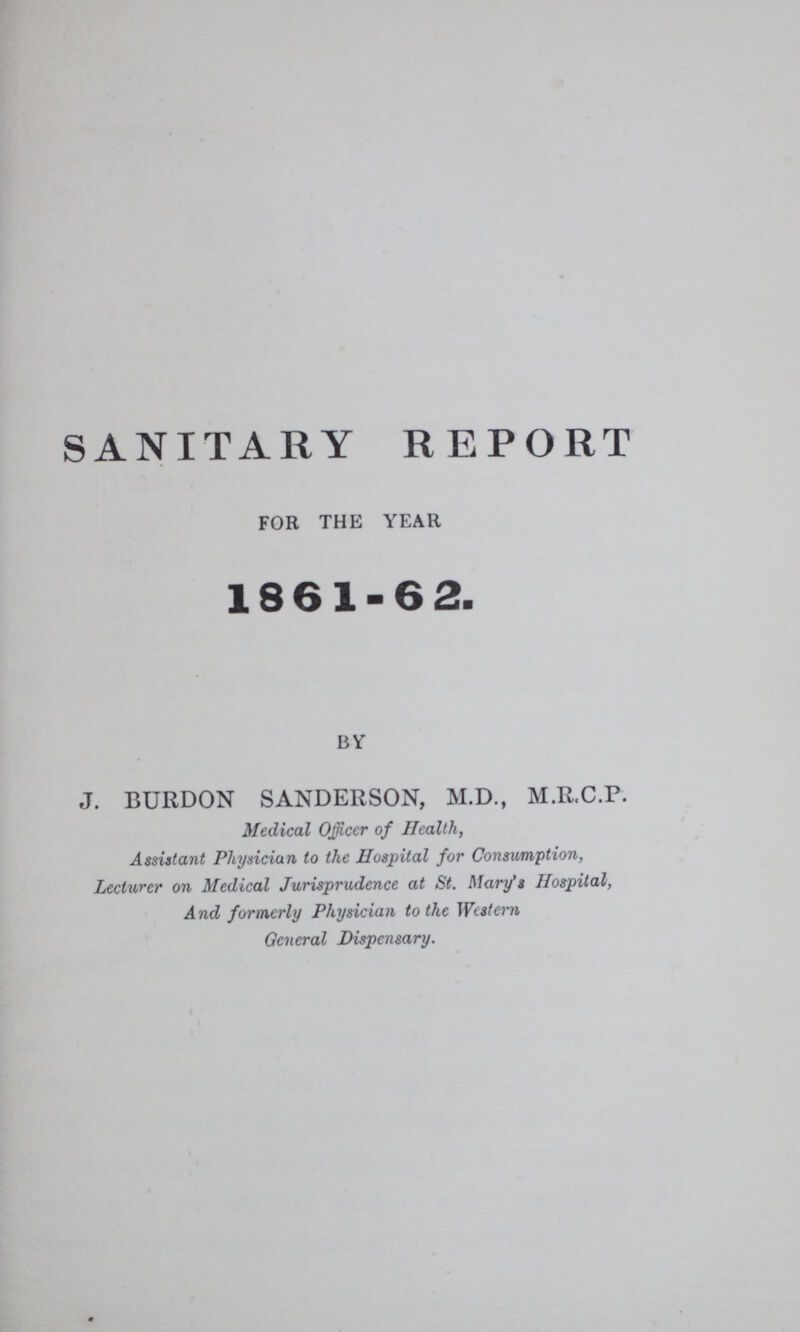 SANITARY REPORT
FOR THE YEAR
1861-62.
BY
J. BURDON SANDERSON, M.D., M.R.C.P.
Medical Officer of Health,
Assistant Physician to the Hospital for Consumption,
Lecturer on Medical Jurisprudence at St. Mary's Hospital,
And formerly Physician to the Western
General Dispensary.